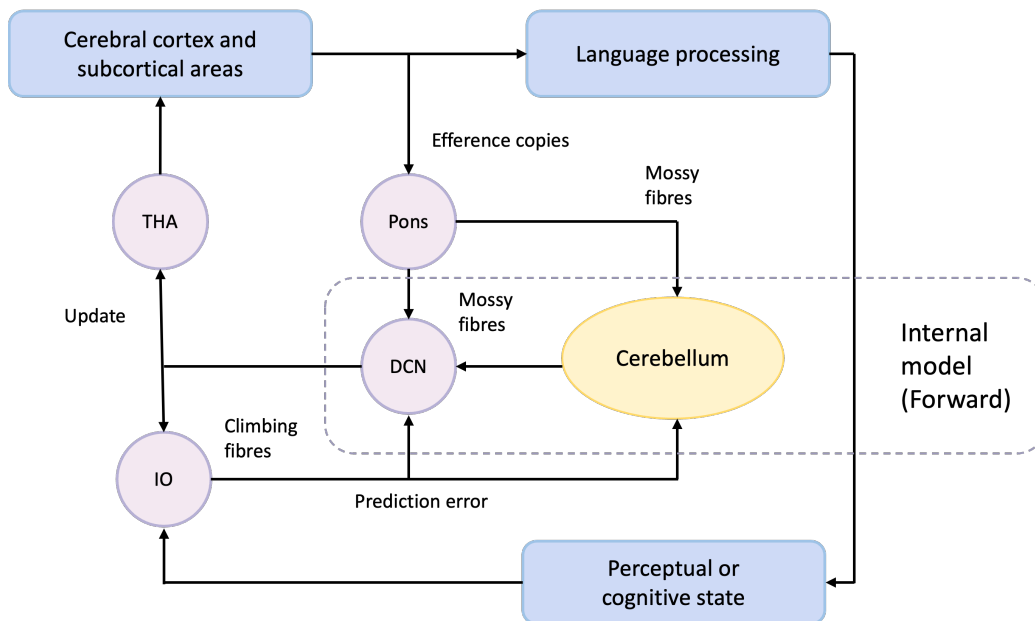 Cerebral cortex and
subcortical areas
Language processing
Efference copies
Mossy
fibres
THA
Pons
Update
Mossy
fibres
DCN
Cerebellum
Internal
model
(Forward)
Climbing
fibres
IO
Prediction error
Perceptual or
cognitive state